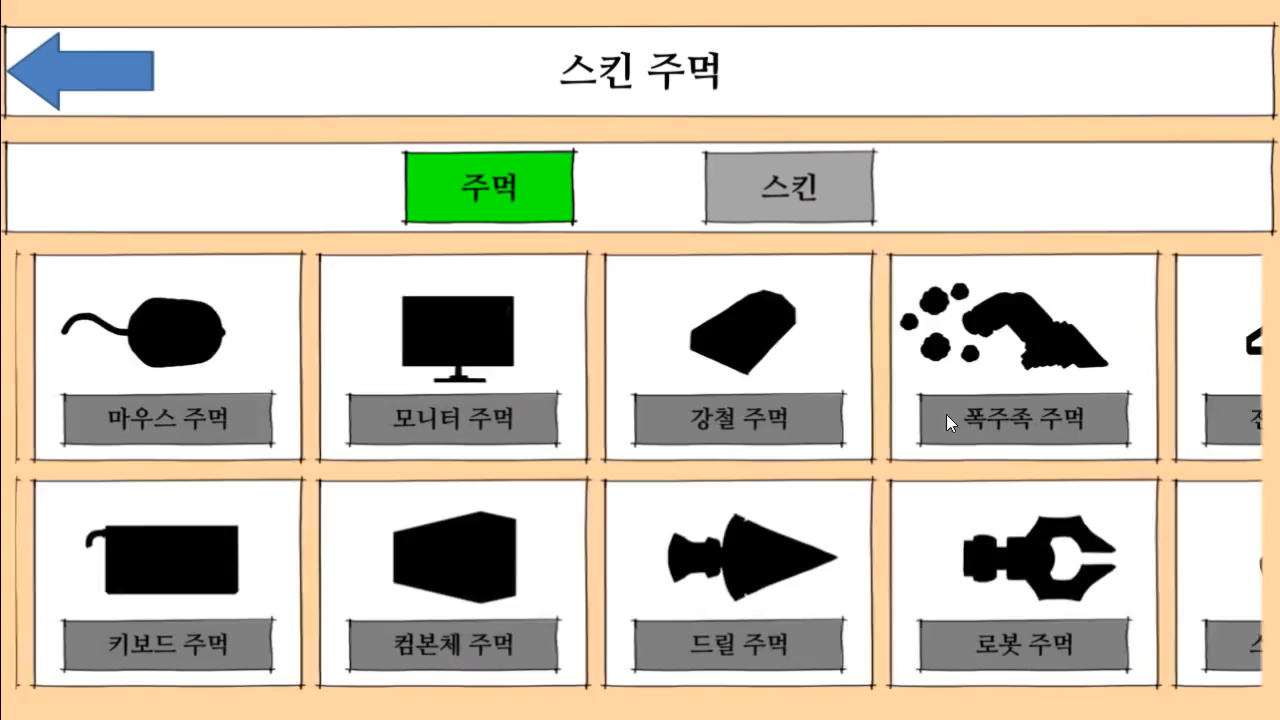 스킨 주먹
주먹
스킨
마우스 주먹
모니터 주먹
강철 주먹
폭주족 주먹
키보드 주먹
컴본체 주먹
드릴 주먹
로봇 주먹